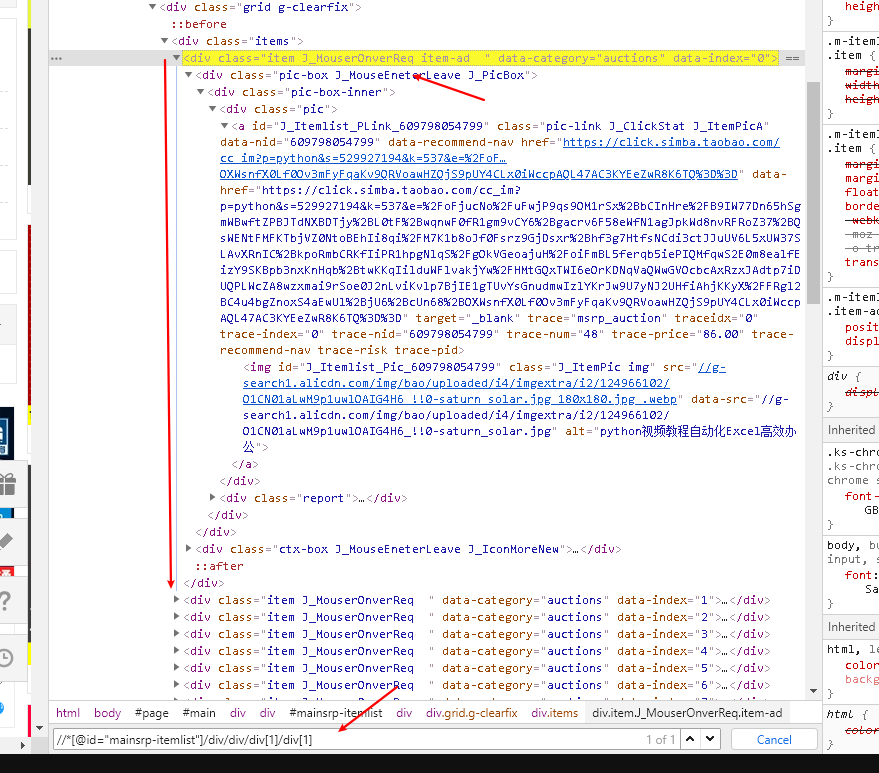 <div class="grid g-clearfix">
::before
<div class="items">
<div class="item J_MouserOnverReq item-ad  " data-category="auctions" data-index="0"> ==
<div class="pic-box J_MouseEneterLeave J_PicBox">
<div class="pic-box-inner">
<div class="pic">
<a id="J_Itemlist_PLink_609798054799" class="pic-link J_ClickStat J_ItemPicA"
data-nid="609798054799" data-recommend-nav href="https://click.simba.taobao.com/
cc_im?p=python&s=529927194&k=537&e=%2FoF…
OXWsnfX0Lf0Ov3mFyFqaKv9QRVoawHZQjS9pUY4CLx0iWccpAQL47AC3KYEeZwR8K6TQ%3D%3D" data-
href="https://click.simba.taobao.com/cc_im?
p=python&s=529927194&k=537&e=%2FoFjucNo%2FuFwjP9qs9OM1rSx%2BbCInHre%2FB9IW77Dn65hSg
mWBwftZPBJTdNXBDTjy%2BL0tF%2BwqnwF0fR1gm9vCY6%2Bgacrv6F58eWfN1agJpkWd8nvRFRoZ37%2BQ
sWENtFMFKTbjVZ0NtoBEhIi8qi%2FM7K1b8oJf0Fsrz9GjDsxr%2Bhf3g7HtfsNCdi3ctJJuUV6L5xUW37S
LAvXRnIC%2BkpoRmbCRKfIiPR1hpgNlqS%2FgOkVGeoajuH%2FoiFmBL5ferqb5iePIQMfqwS2E0m8ealfE
izY9SKBpb3nxKnHqb%2BtwKKqIilduWFlvakjYw%2FHMtGQxTWI6eOrKDNqVaQWwGVOcbcAxRzxJAdtp7iD
UQPLWcZA8wzxmai9rSoe0J2nLviKvlp7BjIE1gTUvYsGnudmwIzlYKrJw9U7yNJ2UHfiAhjKKyX%2FFRgl2
BC4u4bgZnoxS4aEwUl%2BjU6%2BcUn68%2BOXWsnfX0Lf0Ov3mFyFqaKv9QRVoawHZQjS9pUY4CLx0iWccp
AQL47AC3KYEeZwR8K6TQ%3D%3D" target="_blank" trace="msrp_auction" traceidx="0"
trace-index="0" trace-nid="609798054799" trace-num="48" trace-price="86.00" trace-
recommend-nav trace-risk trace-pid>
<img id="J_Itemlist_Pic_609798054799" class="J_ItemPic img" src="//g-
search1.alicdn.com/img/bao/uploaded/i4/imgextra/i2/124966102/
O1CN01aLwM9p1uwlOAIG4H6_!!0-saturn_solar.jpg_180x180.jpg_.webp" data-src="//g-
search1.alicdn.com/img/bao/uploaded/i4/imgextra/i2/124966102/
O1CN01aLwM9p1uwlOAIG4H6_!!0-saturn_solar.jpg" alt="python视频教程自动化Excel高效办
公">
</a>
</div>
<div class="report">…</div>
</div>
</div>
<div class="ctx-box J_MouseEneterLeave J_IconMoreNew">…</div>
::after
</div>
<div class="item J_MouserOnverReq  " data-category="auctions" data-index="1">…</div>
<div class="item J_MouserOnverReq  " data-category="auctions" data-index="2">…</div>
<div class="item J_MouserOnverReq  " data-category="auctions" data-index="3">…</div>
<div class="item J_MouserOnverReq  " data-category="auctions" data-index="4">…</div>
<div class="item J_MouserOnverReq  " data-category="auctions" data-index="5">…</div>
<div class="item J_MouserOnverReq  " data-category="auctions" data-index="6">…</div>
html body #page #main div div #mainsrp-itemlist div div.grid.g-clearfix div.items div.item.J_MouserOnverReq.item-ad
//*[@id="mainsrp-itemlist"]/div/div/div[1]/div[1] 1 of 1 Cancel
heigh
}
.m-iteml
.item {
margi
width
heigh
}
.m-iteml
.item {
margi
margi
float
borde
-webk
-moz
-o-tr
trans
}
.m-iteml
.item-ad
posit
displ
}
div {
displ
}
Inherited
.ks-chro
.ks-chro
chrome s
font-
GB
}
body, bu
input, s
font:
Sa
}
Inherited
html, le
color
backg
}
html {
color
}